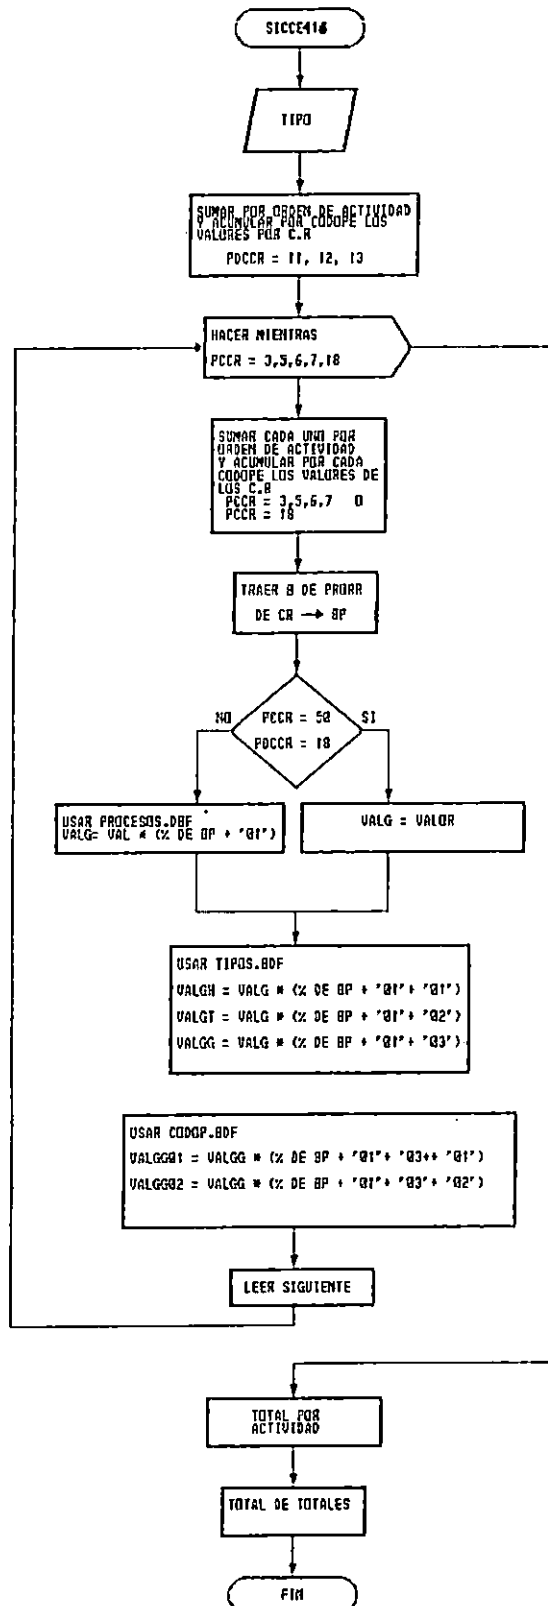 SICCE416
TIPO
SUMAR POR ORDEN DE ACTIVIDAD
Y ACUMULAR POR CODOPE LOS
VALORES POR C.R
PDCCR = 11, 12, 13
HACER MIENTRAS
PCCR = 3,5,6,7,18
SUMAR CADA UNO POR
ORDEN DE ACTIVIDAD
Y ACUMULAR POR CADA
CODOPE LOS VALORES DE
LOS C.R
PCCR = 3,5,6,7 O
PCCR = 18
TRAER B DE PRORR
DE CR → BP
NO PCCR = 50 SI
PDCCR = 18
USAR PROCESOS.DBF
VALG= VAL * (% DE BP + '01')
VALG = VALOR
USAR TIPOS.BDF
VALGH = VALG * (% DE BP + '01'+ '01')
VALGT = VALG * (% DE BP + '01'+ '02')
VALGG = VALG * (% DE BP + '01'+ '03')
USAR CODOP.BDF
VALGG01 = VALGG * (% DE BP + '01'+ '03++ '01')
VALGG02 = VALGG * (% DE BP + '01'+ '03'+ '02')
LEER SIGUIENTE
TOTAL POR
ACTIVIDAD
TOTAL DE TOTALES
FIN